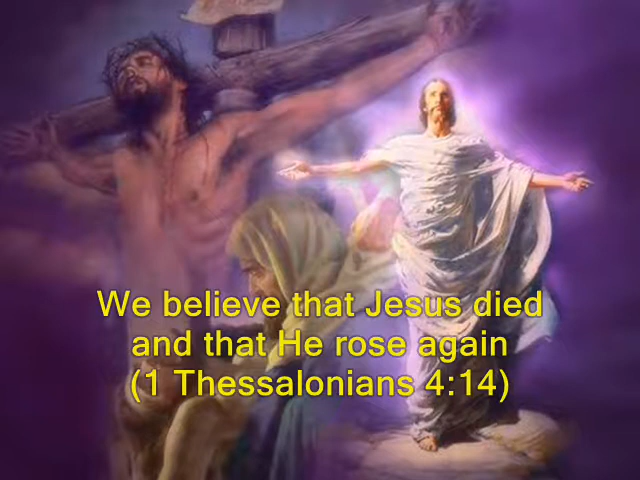 We believe that Jesus died
and that He rose again
(1 Thessalonians 4:14)